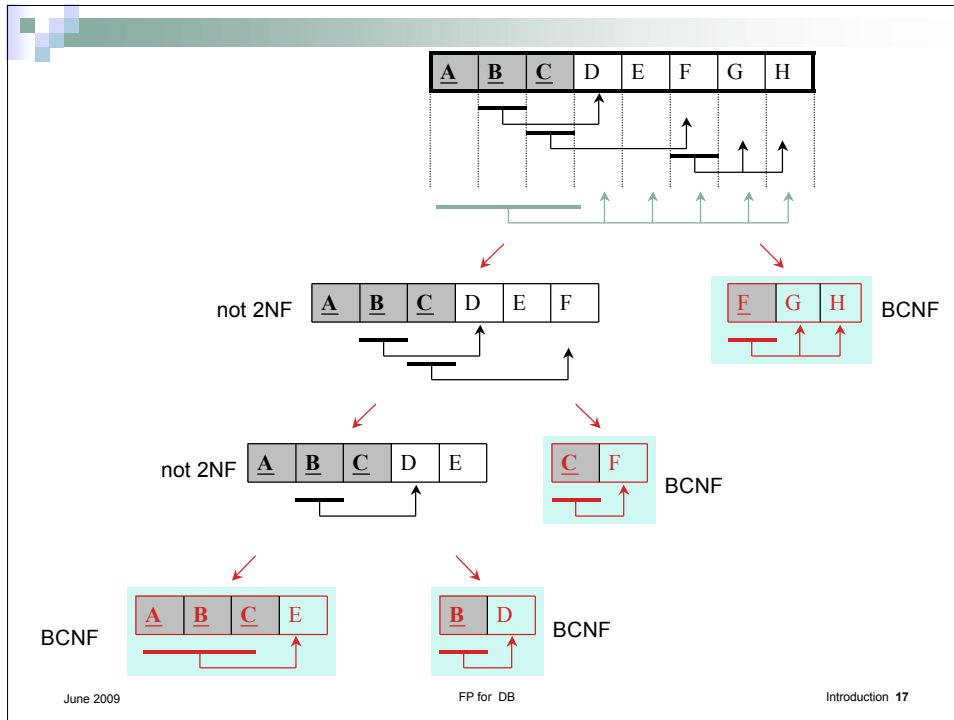 A B C D E F G H
not 2NF A B C D E F
F G H BCNF
not 2NF A B C D E
C F BCNF
BCNF A B C E
B D BCNF
June 2009 FP for DB Introduction 17